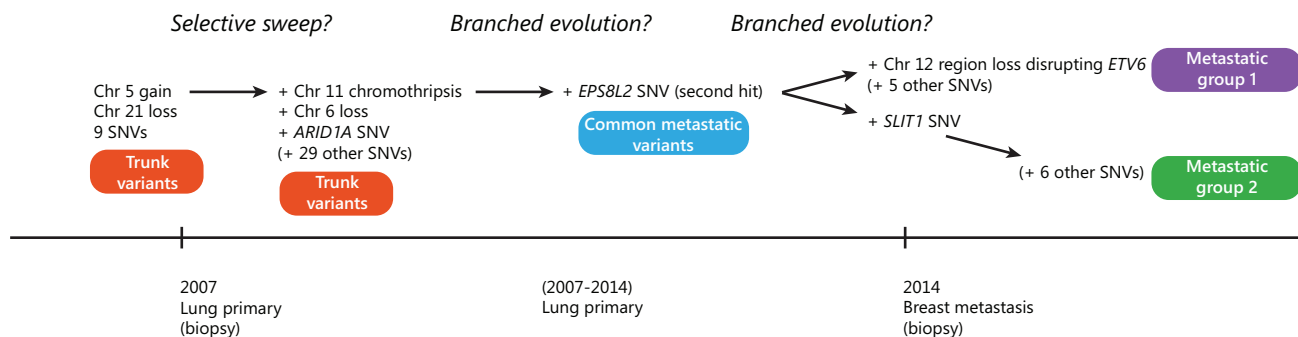 Selective sweep?
Branched evolution?
Branched evolution?
Chr 5 gain
Chr 21 loss
9 SNVs
Trunk
variants
+ Chr 11 chromothripsis
+ Chr 6 loss
+ ARID1A SNV
(+ 29 other SNVs)
Trunk
variants
+ EPS8L2 SNV (second hit)
Common metastatic
variants
+ Chr 12 region loss disrupting ETV6
(+ 5 other SNVs)
Metastatic
group 1
+ SLIT1 SNV
(+ 6 other SNVs)
Metastatic
group 2
2007
Lung primary
(biopsy)
(2007-2014)
Lung primary
2014
Breast metastasis
(biopsy)